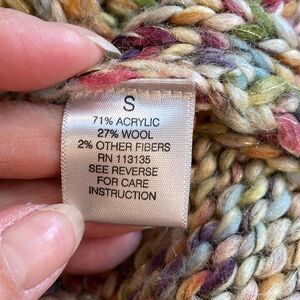 S
71% ACRYLIC
27% WOOL
2% OTHER FIBERS
RN 113135
SEE REVERSE
FOR CARE
INSTRUCTION